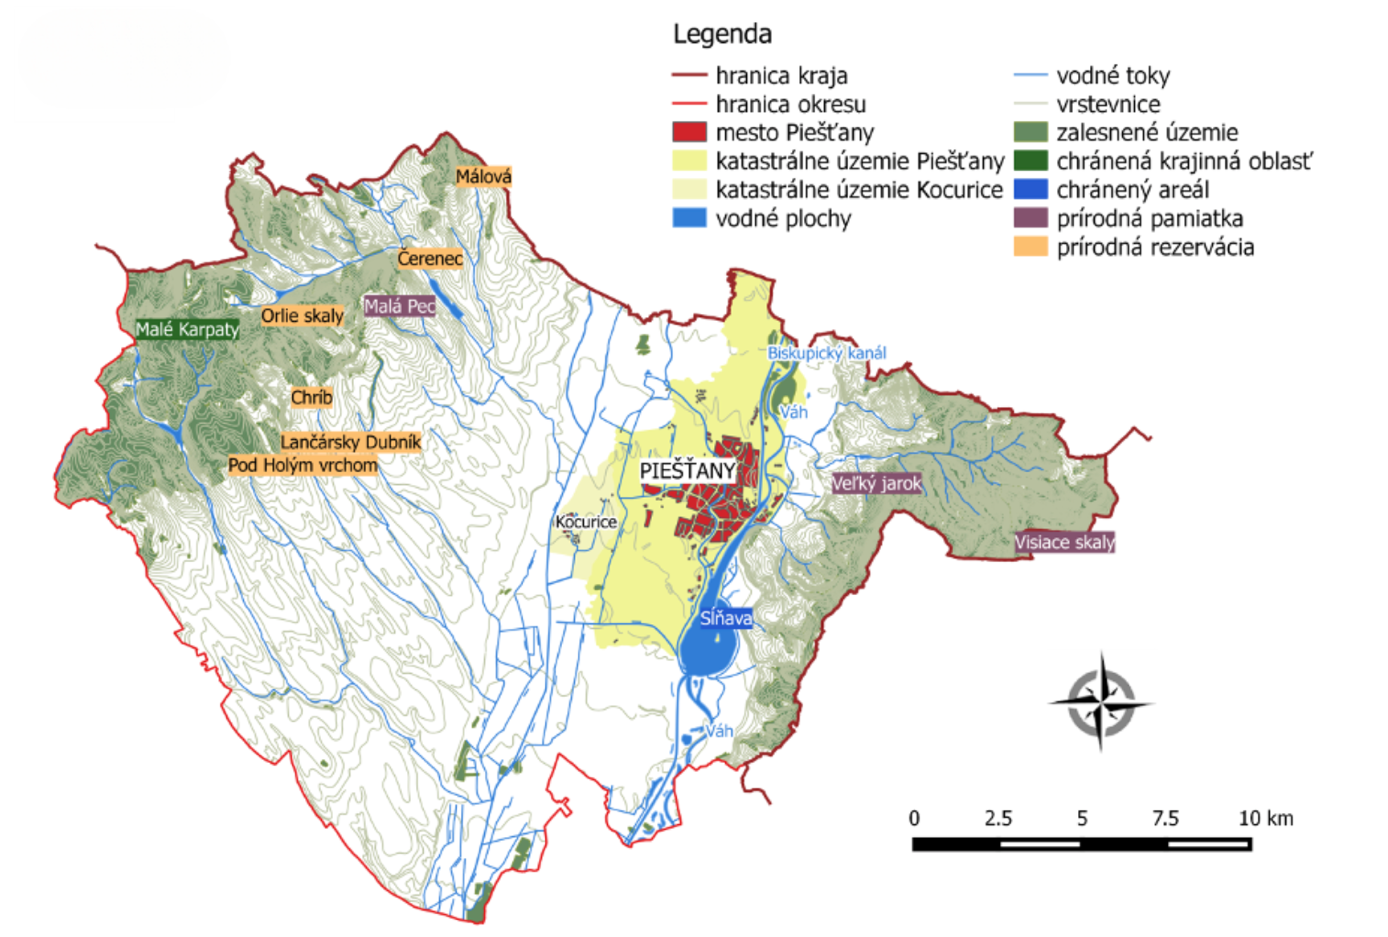 Legenda
hranica kraja
hranica okresu
mesto Piešťany
katastrálne územie Piešťany
katastrálne územie Kocurice
vodné plochy
vodné toky
vrstevnice
zalesnené územie
chránená krajinná oblasť
chránený areál
prírodná pamiatka
prírodná rezervácia
Málová
Čerenec
Malá Pec
Orlie skaly
Malé Karpaty
Biskupický kanál
Chríb
Váh
Lančársky Dubník
Pod Holým vrchom
PIEŠŤANY
Veľký jarok
Kocurice
Visiace skaly
Sĺňava
Váh
0 2.5 5 7.5 10 km